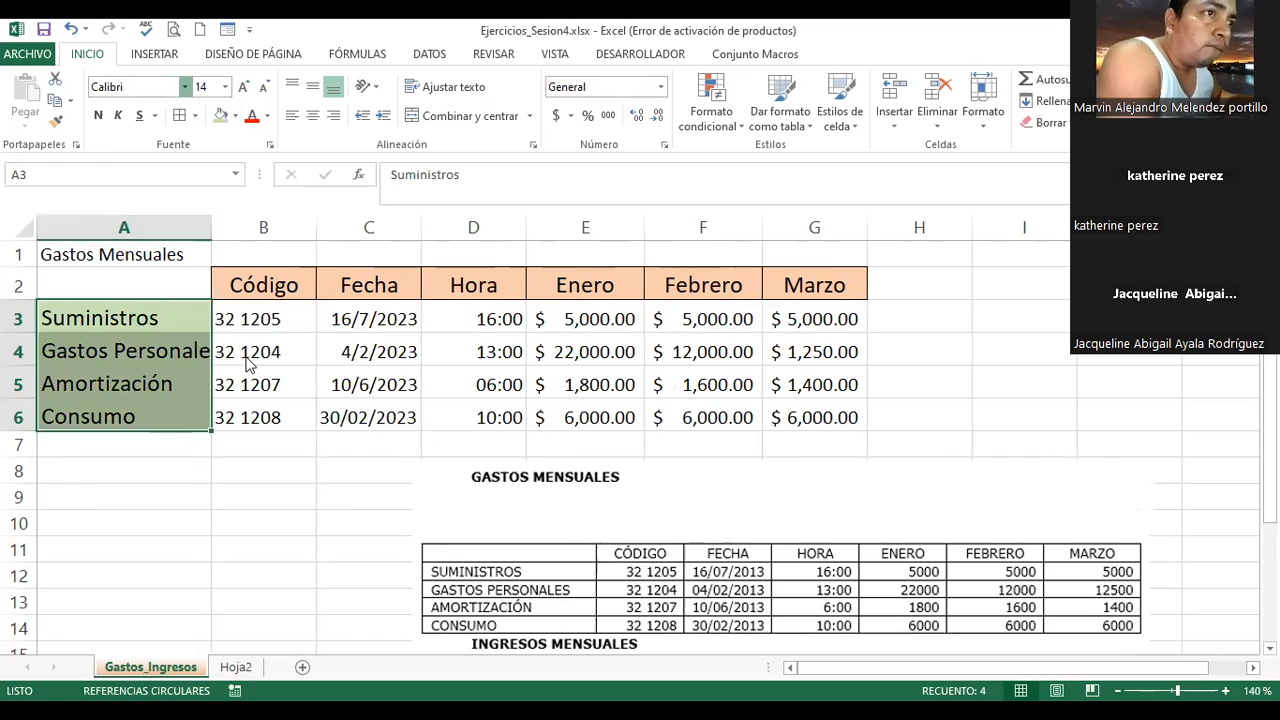 Ejercicios_Sesion4.xlsx - Excel (Error de activación de productos)
ARCHIVO INICIO INSERTAR DISEÑO DE PÁGINA FÓRMULAS DATOS REVISAR VISTA DESARROLLADOR Conjunto Macros
Calibri 14 Ajustar texto General Autosu
Pegar N K S Combinar y centrar $ % 000 Formato condicional Dar formato como tabla Estilos de celda Insertar Eliminar Formato Rellena
Borrar
Portapapeles Fuente Alineación Número Estilos Celdas
Marvin Alejandro Melendez portillo
katherine perez
katherine perez
Jacqueline Abigai...
Jacqueline Abigail Ayala Rodríguez
A3 fx Suministros
A B C D E F G H I
1 Gastos Mensuales
2 Código Fecha Hora Enero Febrero Marzo
3 Suministros 32 1205 16/7/2023 16:00 $ 5,000.00 $ 5,000.00 $ 5,000.00
4 Gastos Personale 32 1204 4/2/2023 13:00 $ 22,000.00 $ 12,000.00 $ 1,250.00
5 Amortización 32 1207 10/6/2023 06:00 $ 1,800.00 $ 1,600.00 $ 1,400.00
6 Consumo 32 1208 30/02/2023 10:00 $ 6,000.00 $ 6,000.00 $ 6,000.00
7
8 GASTOS MENSUALES
9
10
11 CÓDIGO FECHA HORA ENERO FEBRERO MARZO
12 SUMINISTROS 32 1205 16/07/2013 16:00 5000 5000 5000
13 GASTOS PERSONALES 32 1204 04/02/2013 13:00 22000 12000 12500
AMORTIZACIÓN 32 1207 10/06/2013 6:00 1800 1600 1400
14 CONSUMO 32 1208 30/02/2013 10:00 6000 6000 6000
15 INGRESOS MENSUALES
Gastos_Ingresos Hoja2
LISTO REFERENCIAS CIRCULARES RECUENTO: 4 140 %